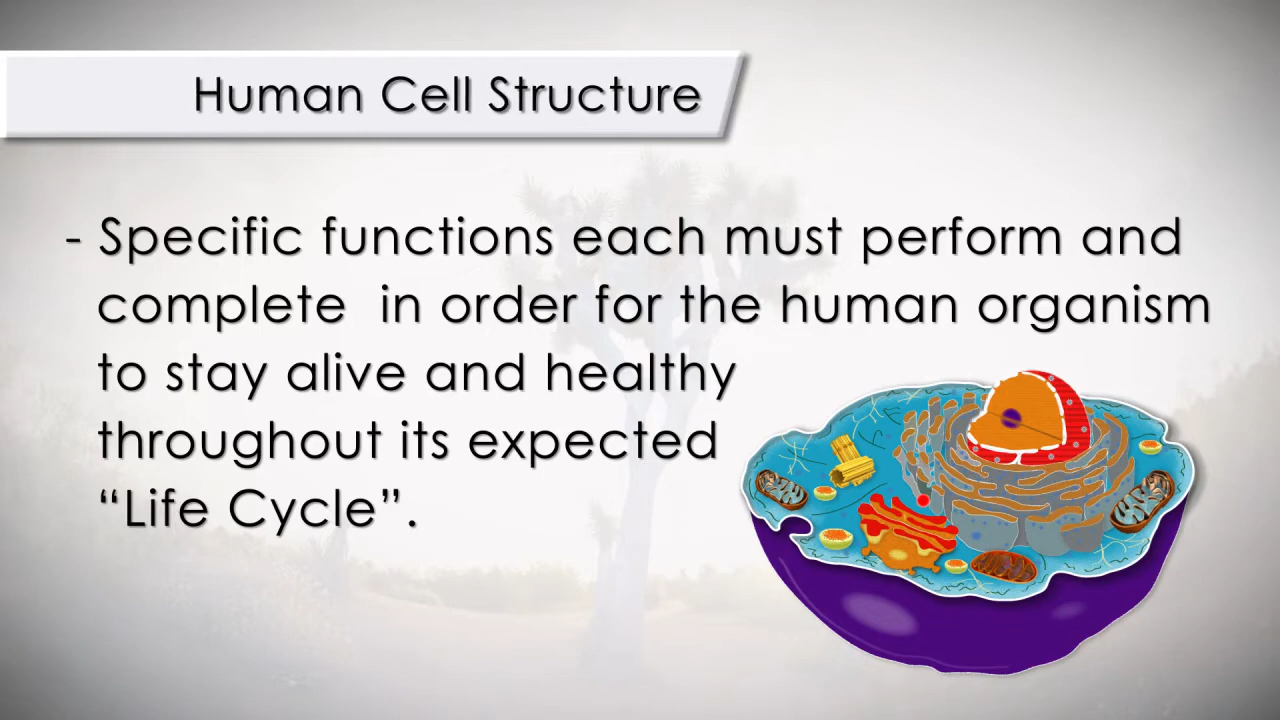 Human Cell Structure
- Specific functions each must perform and
complete  in order for the human organism
to stay alive and healthy
throughout its expected
“Life Cycle”.